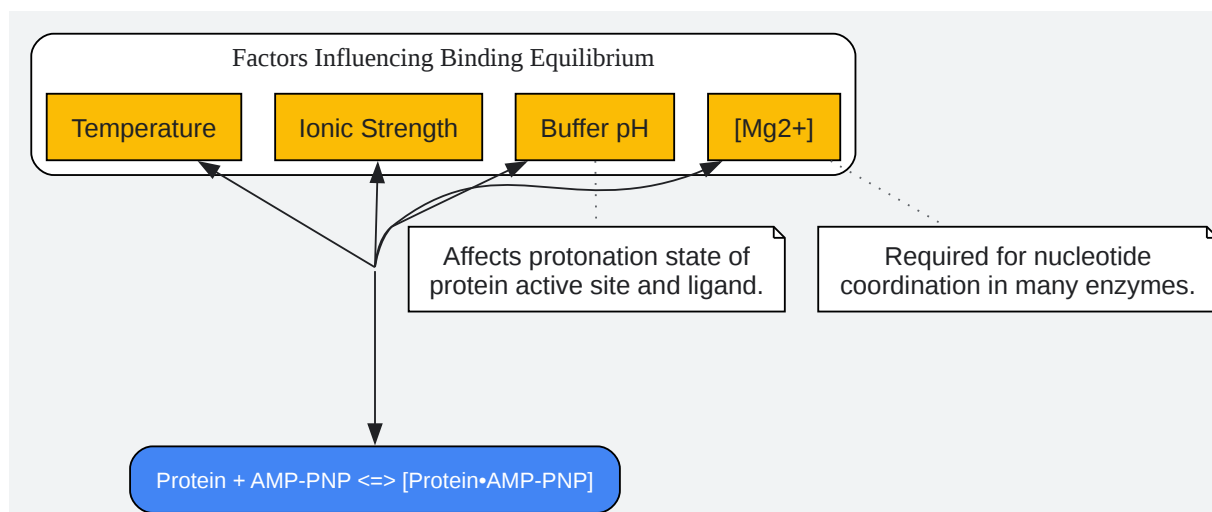 Factors Influencing Binding Equilibrium
Temperature
Ionic Strength
Buffer pH
[Mg2+]
Affects protonation state of
protein active site and ligand.
Required for nucleotide
coordination in many enzymes.
Protein + AMP-PNP <=> [Protein•AMP-PNP]